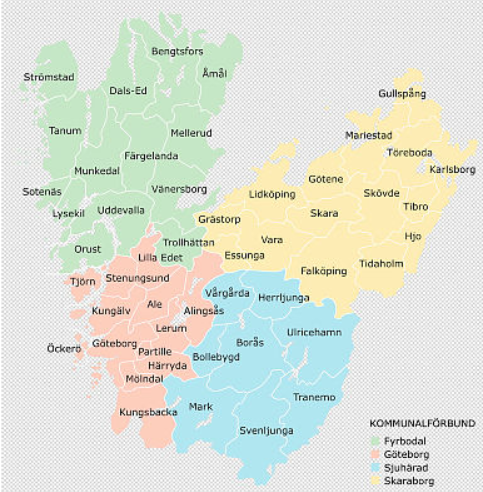 Bengtsfors
Strömstad
Åmål
Dals-Ed
Gullspång
Tanum
Mellerud
Mariestad
Töreboda
Färgelanda
Karlsborg
Munkedal
Götene
Sotenäs
Vänersborg
Lidköping
Skövde
Tibro
Lysekil
Uddevalla
Skara
Grästorp
Hjo
Orust
Trollhättan
Vara
Lilla Edet
Essunga
Tidaholm
Falköping
Tjörn
Stenungsund
Vårgårda
Herrljunga
Kungälv
Ale
Alingsås
Lerum
Ulricehamn
Öckerö
Göteborg
Borås
Partille
Bollebygd
Härryda
Mölndal
Tranemo
Kungsbacka
Mark
Svenljunga
KOMMUNALFÖRBUND
Fyrbodal
Göteborg
Sjuhärad
Skaraborg